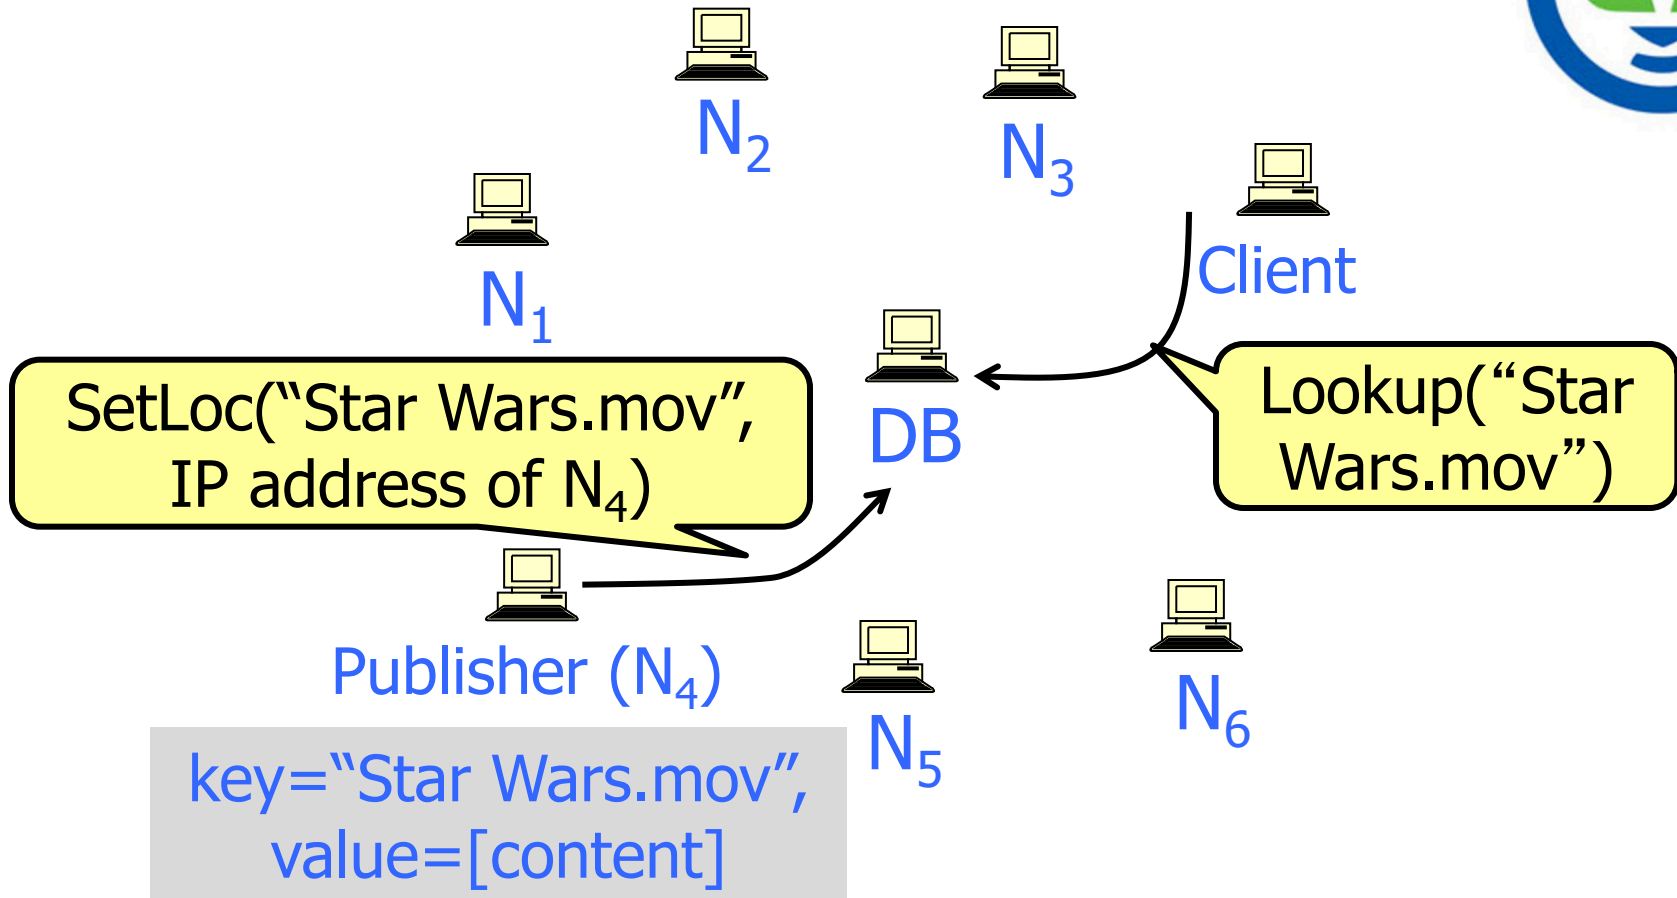 N₂
N₃
Client
N₁
SetLoc(“Star Wars.mov”,
IP address of N₄)
DB
Lookup(“Star
Wars.mov”)
Publisher (N₄)
N₅
N₆
key=“Star Wars.mov”,
value=[content]